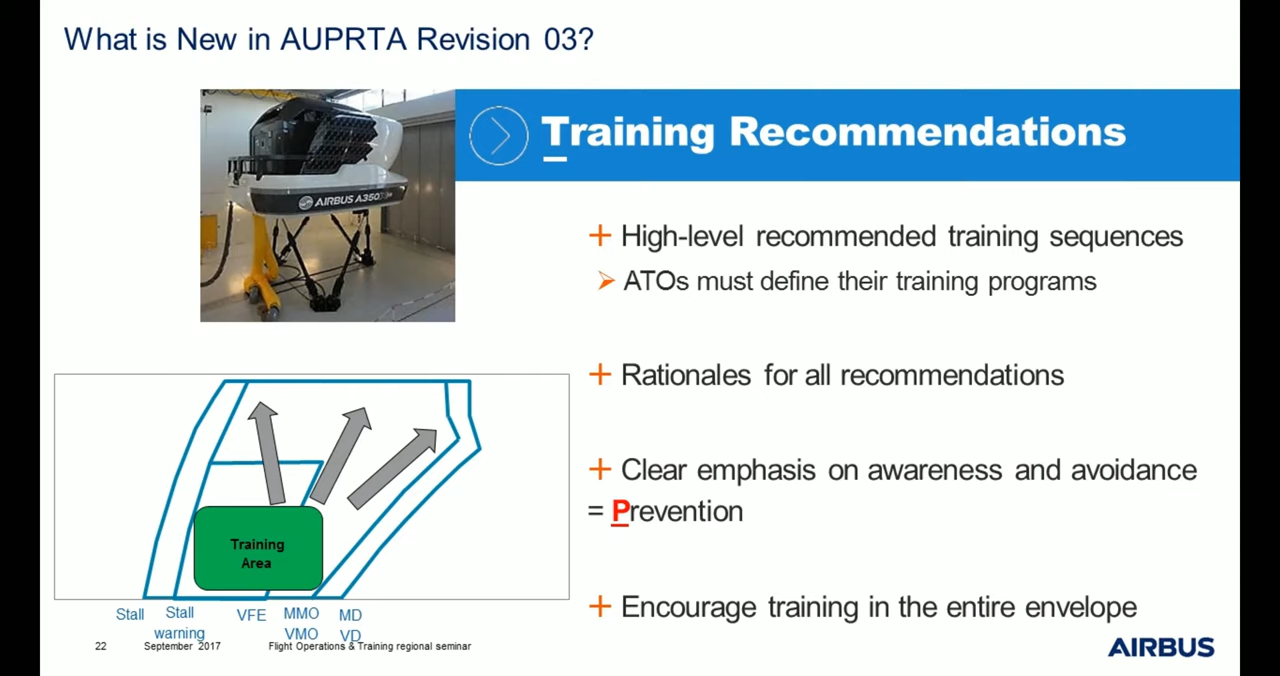 What is New in AUPRTA Revision 03?
AIRBUS A350
Training Recommendations
+ High-level recommended training sequences
➤ ATOs must define their training programs
+ Rationales for all recommendations
+ Clear emphasis on awareness and avoidance
= Prevention
+ Encourage training in the entire envelope
Training
Area
Stall
Stall
warning
VFE
MMO
VMO
MD
VD
22
September 2017
Flight Operations & Training regional seminar
AIRBUS